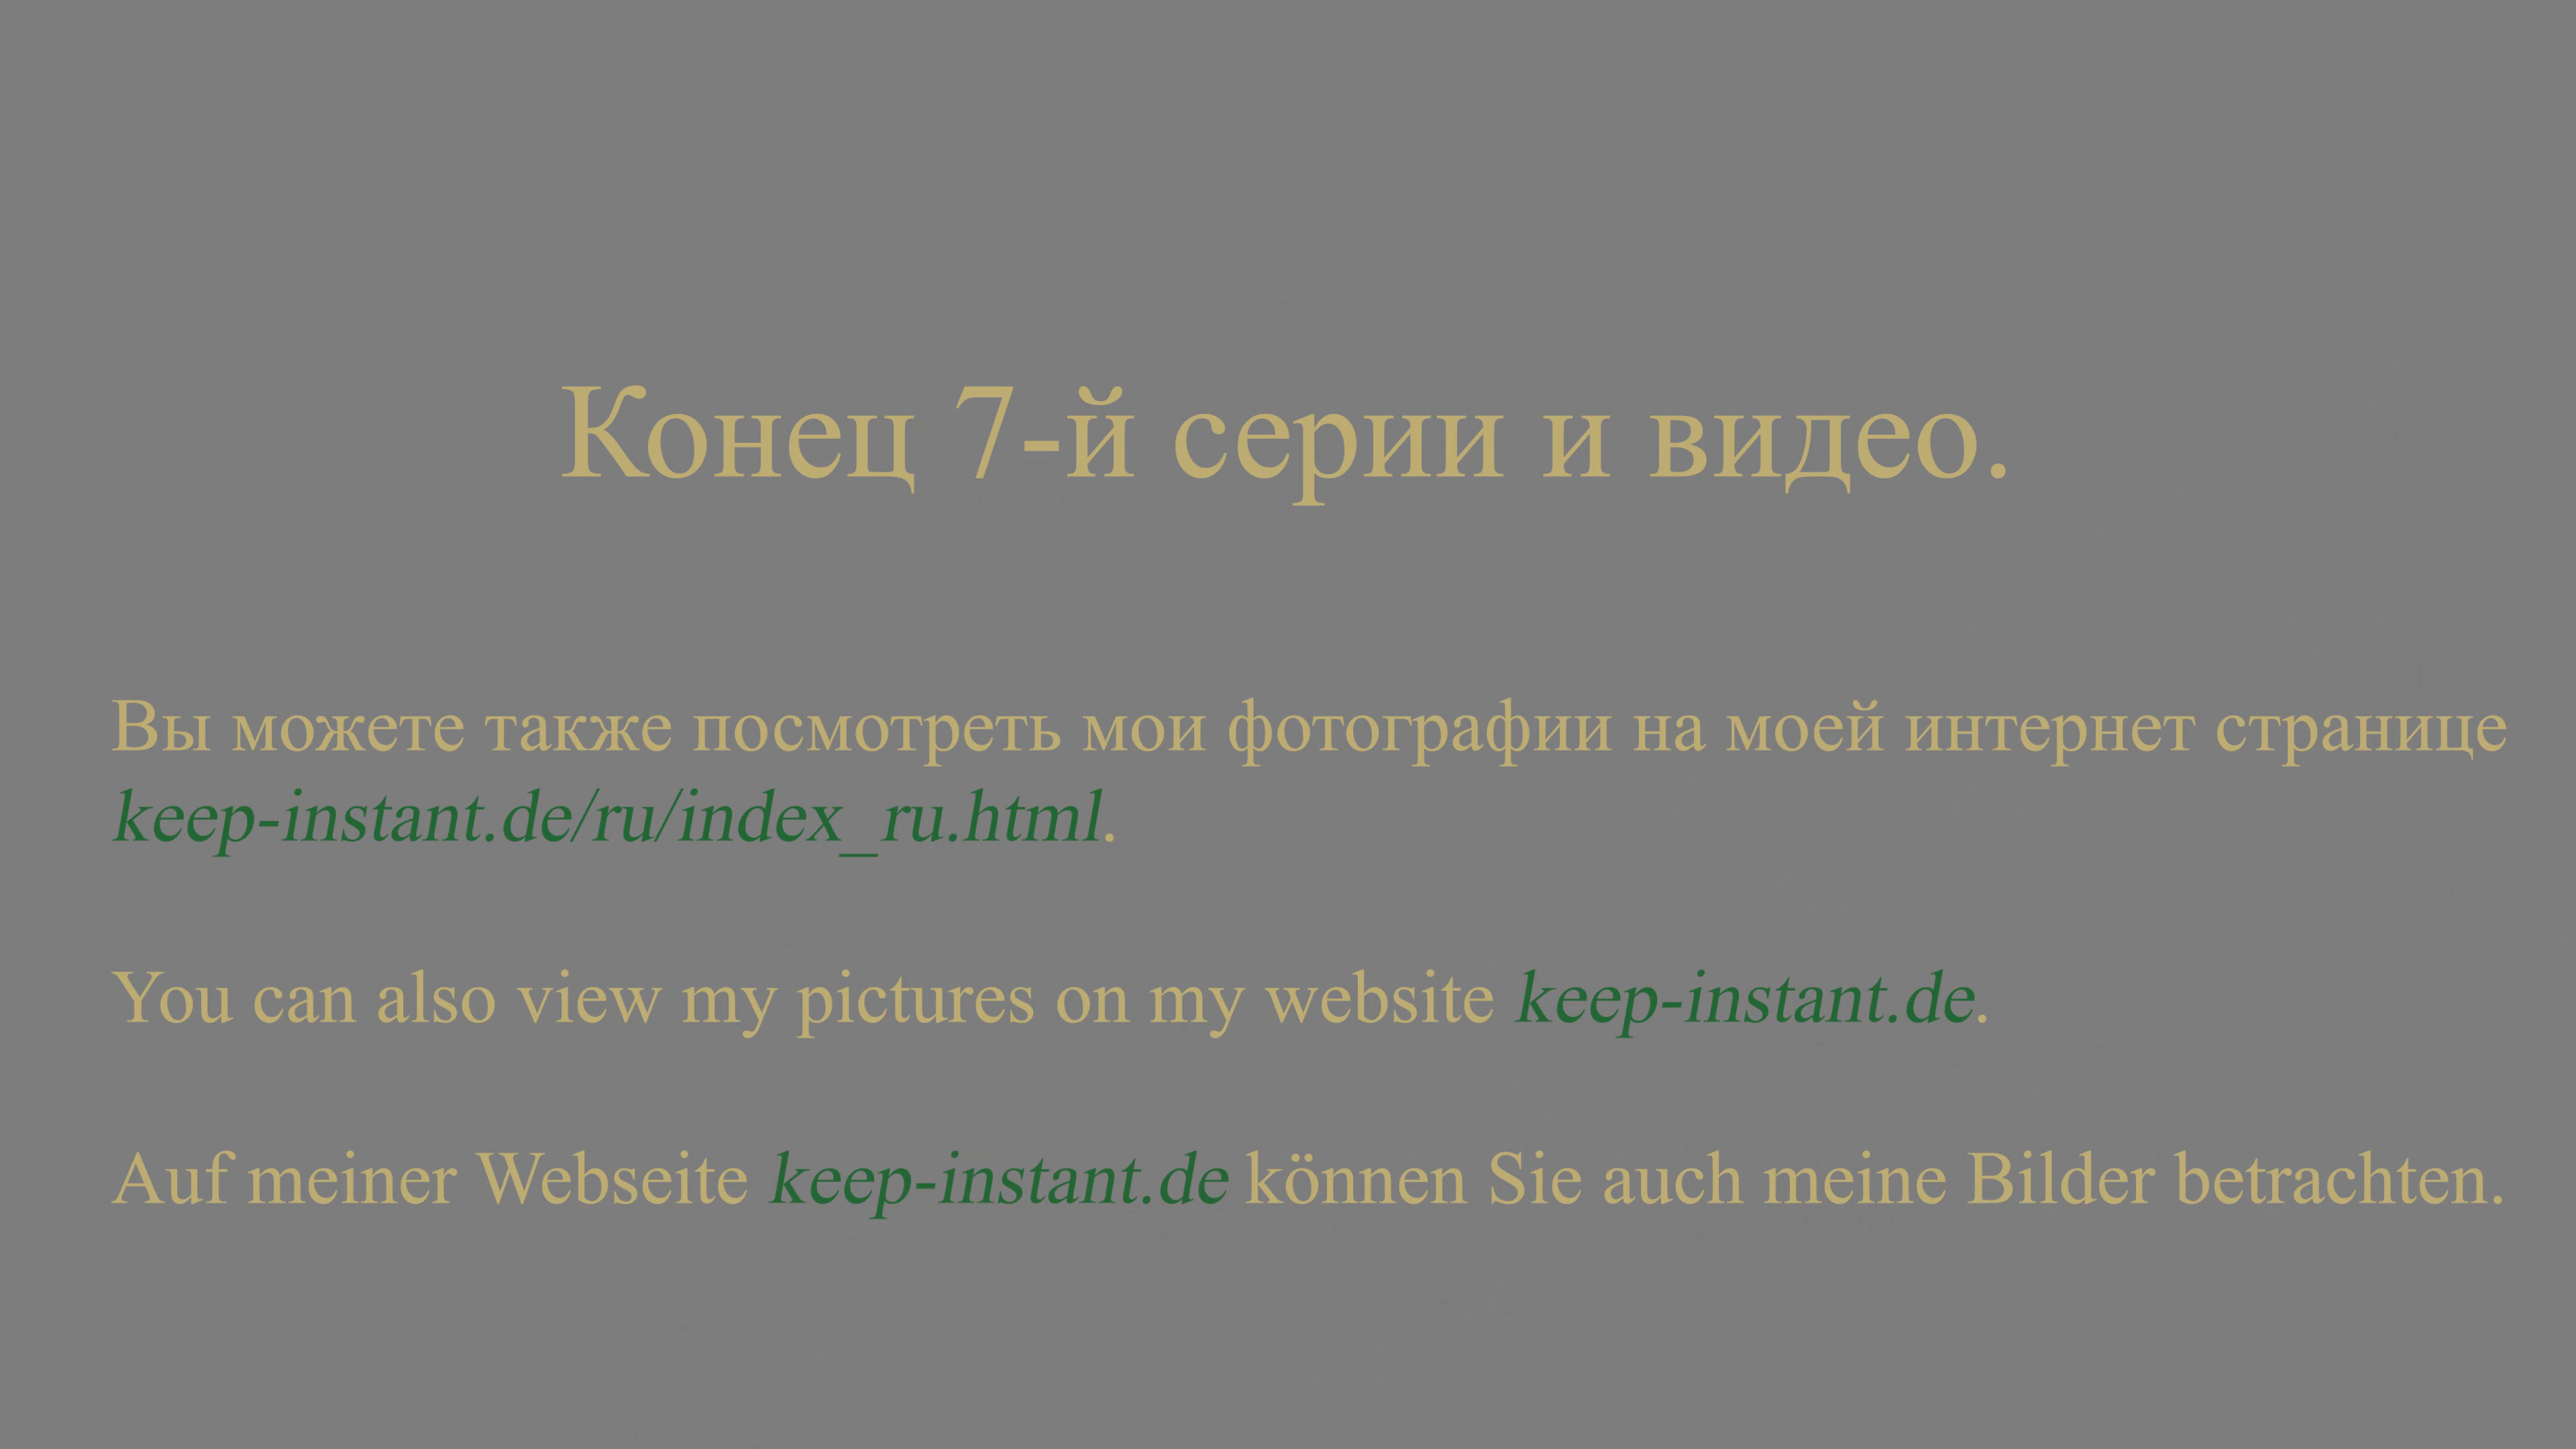 Конец 7-й серии и видео.
Вы можете также посмотреть мои фотографии на моей интернет странице
keep-instant.de/ru/index_ru.html.
You can also view my pictures on my website keep-instant.de.
Auf meiner Webseite keep-instant.de können Sie auch meine Bilder betrachten.